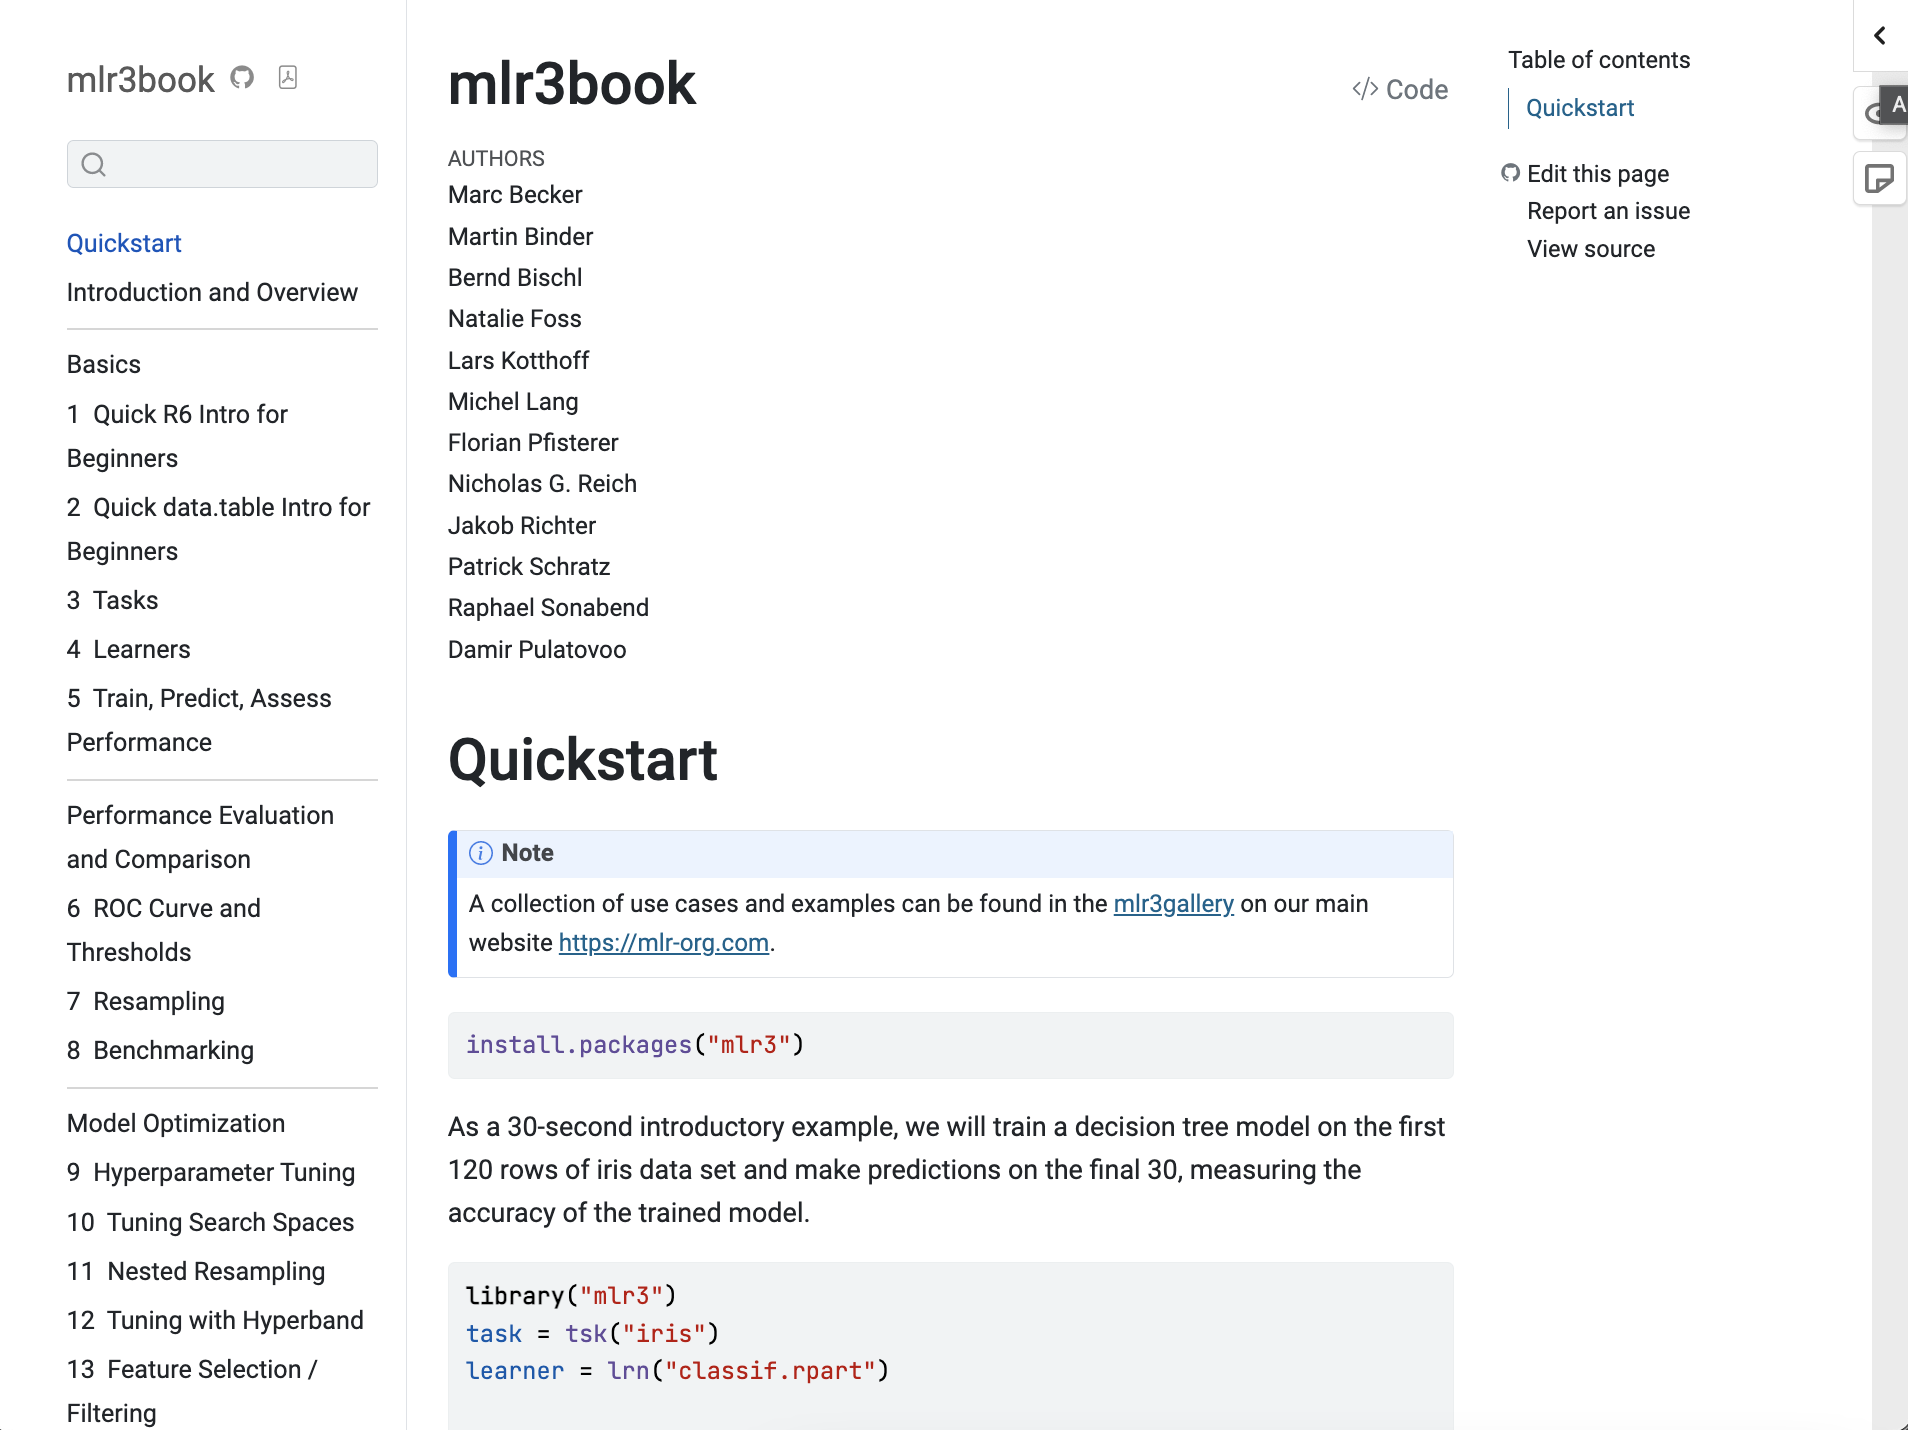 mlr3book
Quickstart
Introduction and Overview
Basics
1 Quick R6 Intro for
Beginners
2 Quick data.table Intro for
Beginners
3 Tasks
4 Learners
5 Train, Predict, Assess
Performance
Performance Evaluation
and Comparison
6 ROC Curve and
Thresholds
7 Resampling
8 Benchmarking
Model Optimization
9 Hyperparameter Tuning
10 Tuning Search Spaces
11 Nested Resampling
12 Tuning with Hyperband
13 Feature Selection /
Filtering
mlr3book
</> Code
AUTHORS
Marc Becker
Martin Binder
Bernd Bischl
Natalie Foss
Lars Kotthoff
Michel Lang
Florian Pfisterer
Nicholas G. Reich
Jakob Richter
Patrick Schratz
Raphael Sonabend
Damir Pulatovoo
Quickstart
Note
A collection of use cases and examples can be found in the mlr3gallery on our main
website https://mlr-org.com.
install.packages("mlr3")
As a 30-second introductory example, we will train a decision tree model on the first
120 rows of iris data set and make predictions on the final 30, measuring the
accuracy of the trained model.
library("mlr3")
task = tsk("iris")
learner = lrn("classif.rpart")
Table of contents
Quickstart
Edit this page
Report an issue
View source
A